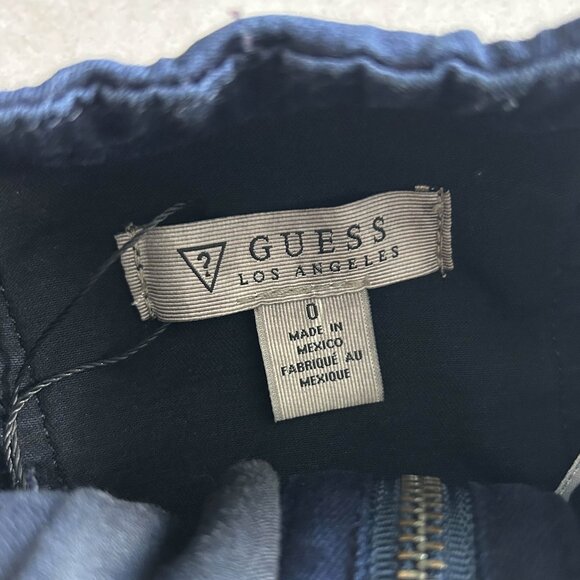 ?
GUESS
LOS ANGELES
0
MADE IN
MEXICO
FABRIQUÉ AU
MEXIQUE